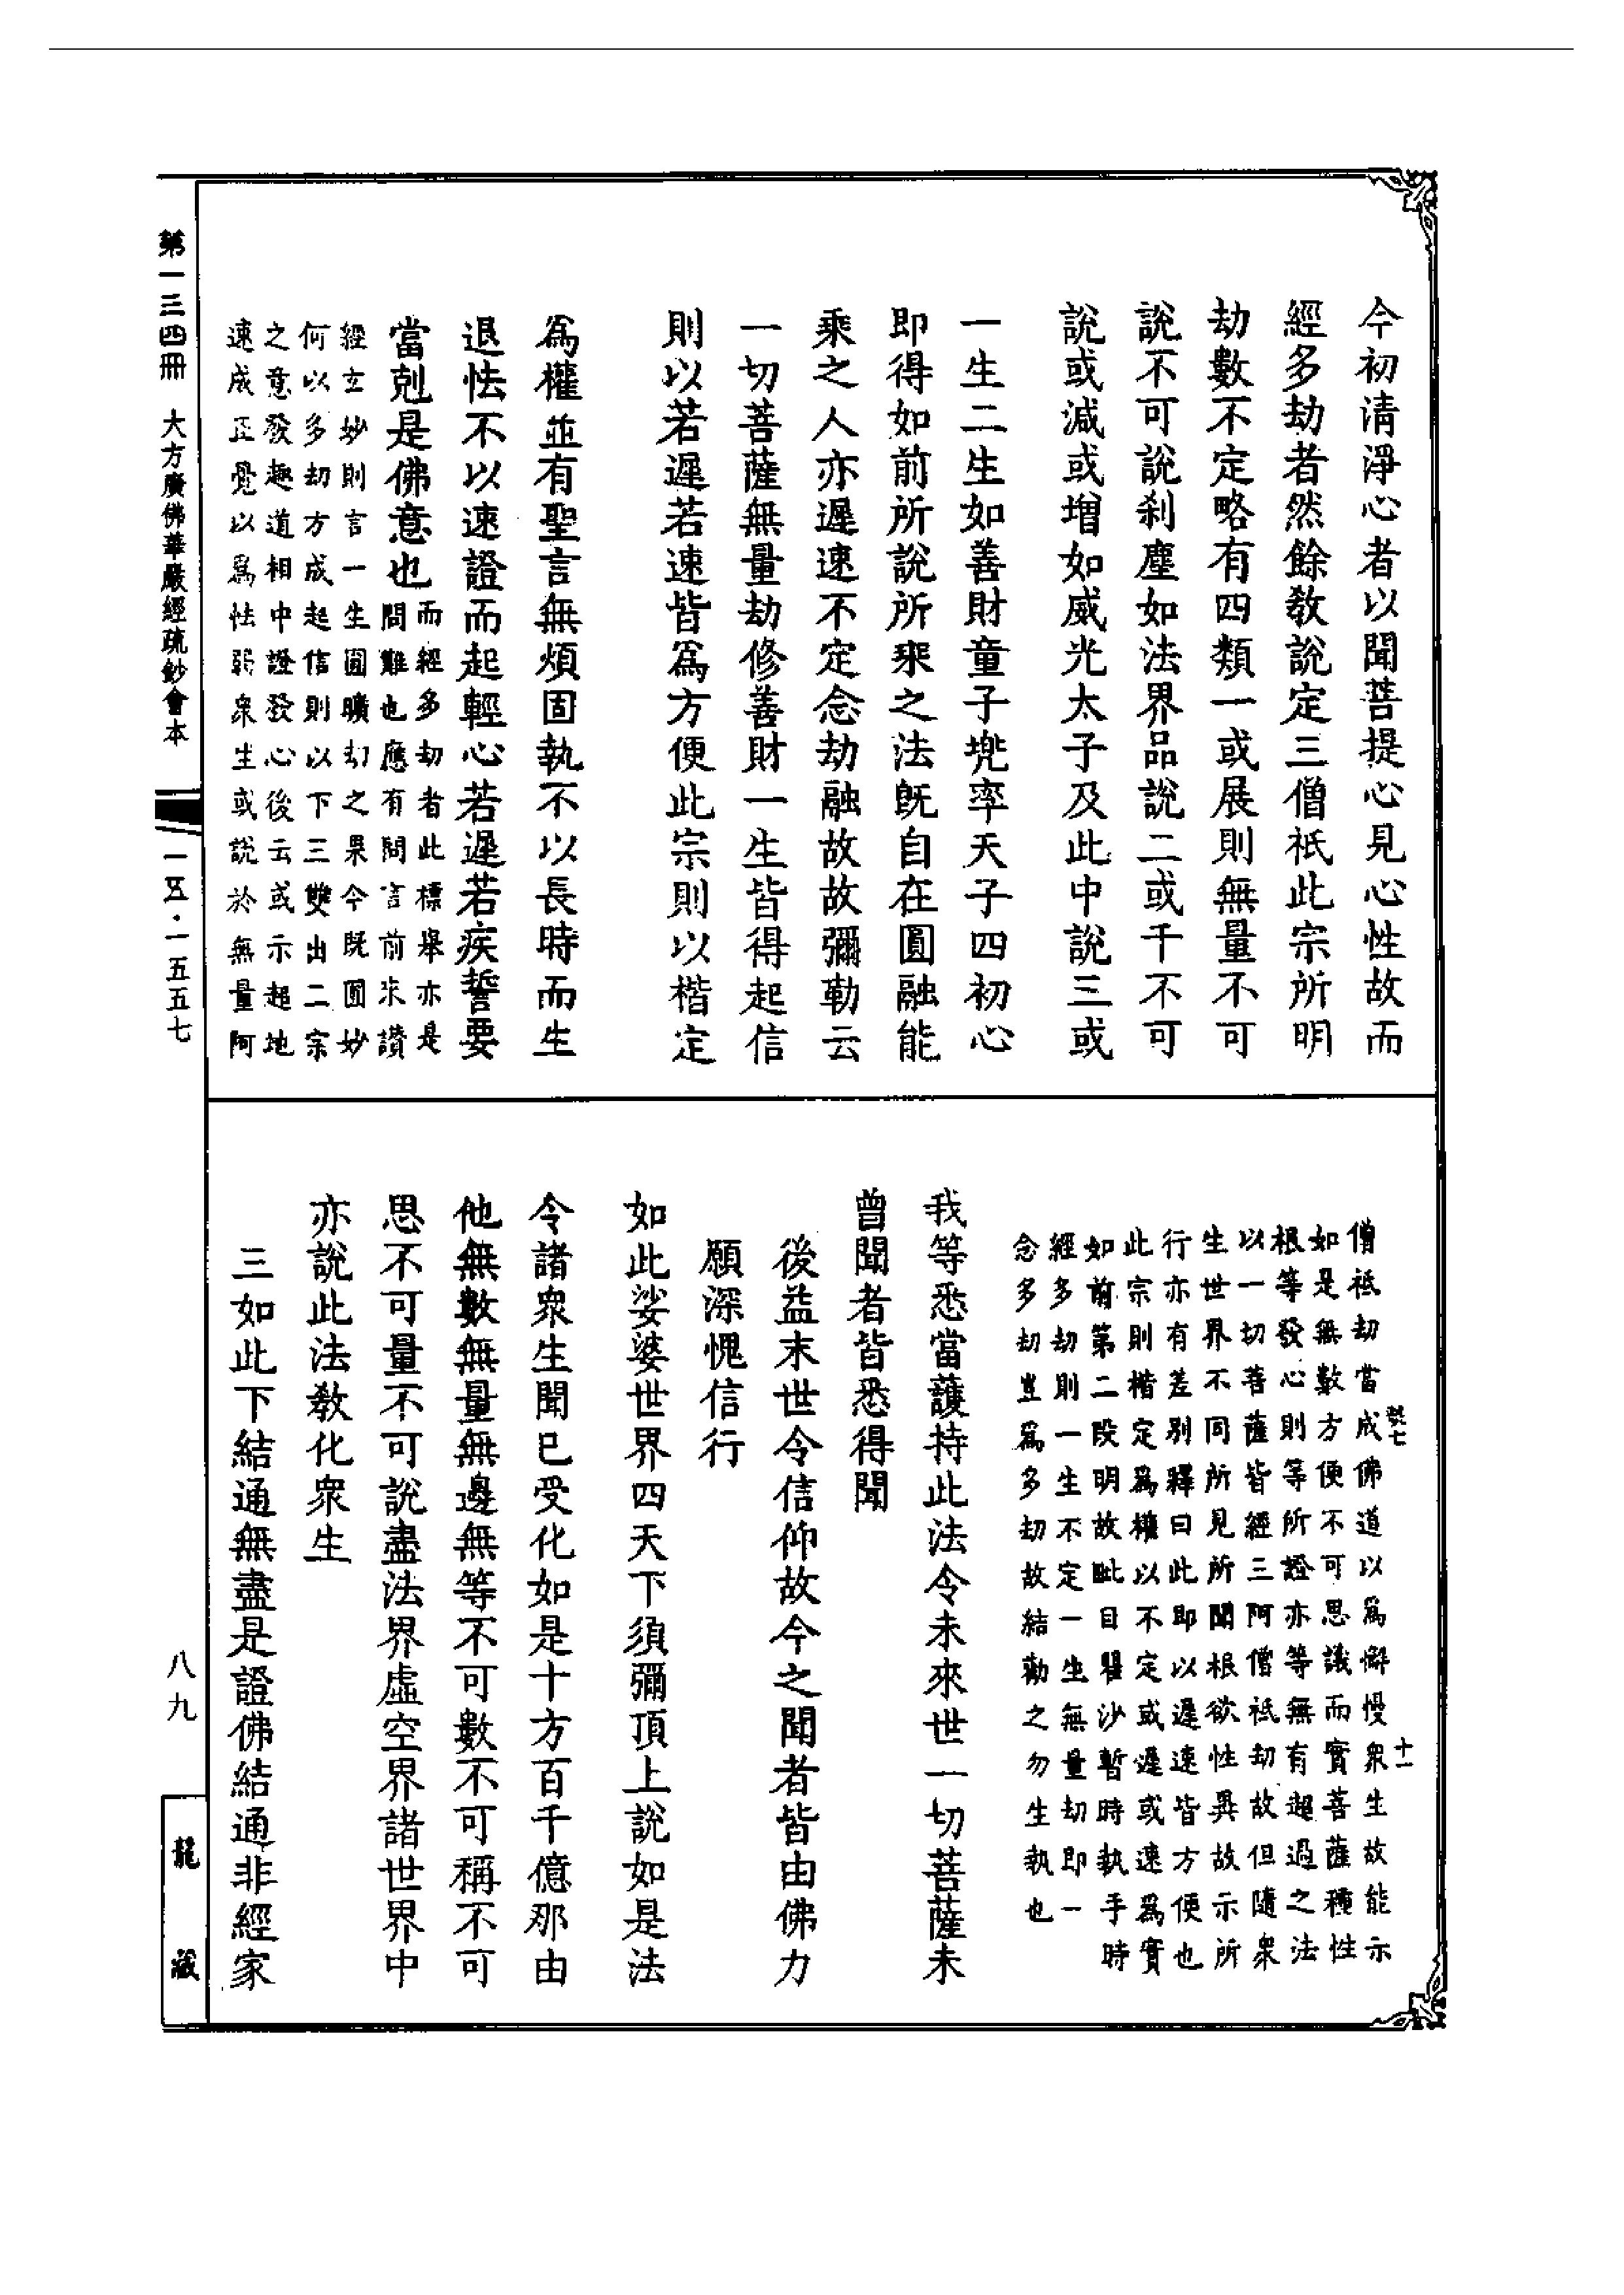 今初清淨心者以聞菩提心見心性故而
經多劫者然餘教說定三僧祇此宗所明
劫數不定略有四類一或展則無量不可
說不可說刹塵如法界品說二或千不可
說或減或增如威光太子及此中說三或
一生二生如善財童子兜率天子四初心
即得如前所說所乘之法既自在圓融能
乘之人亦遲速不定念劫融故故彌勒云
一切菩薩無量劫修善財一生皆得起信
則以若遲若速皆爲方便此宗則以楷定
爲權並有聖言無煩固執不以長時而生
退怯不以速證而起輕心若遲若疾誓要
當剋是佛意也
而經多劫者此標舉亦是
問難也應有問言前來讚
經玄妙則言一生圓曠劫之果今既圓妙
何以多劫方成起信則以下三雙出二宗
之意發趣道相中證發心後云或示超地
速成正覺以爲怯弱衆生或說於無量阿
第一三四冊 大方廣佛華嚴經疏鈔會本 一五·一五五七
僧祇劫當成佛道以爲懈慢衆生故能示
如是無數方便不可思議而實菩薩種性
根等發心則等所證亦等無有超過之法
以一切菩薩皆經三阿僧祇劫故但隨衆
生世界不同所見所聞根欲性異故示所
行亦有差別釋曰此即以遲速皆方便也
此宗則楷定爲權以不定或遲或速爲實
如前第二段明故毗目瞿沙暫時執手時
經多劫則一生不定一生無量劫即一
念多劫豈爲多劫故結勸之勿生執也
十一
我等悉當護持此法令未來世一切菩薩未
曾聞者皆悉得聞
後益末世令信仰故今之聞者皆由佛力
願深愧信行
如此娑婆世界四天下須彌頂上說如是法
令諸衆生聞已受化如是十方百千億那由
他無數無量無邊無等不可數不可稱不可
思不可量不可說盡法界虛空界諸世界中
亦說此法教化衆生
三如此下結通無盡是證佛結通非經家
八九
龍藏